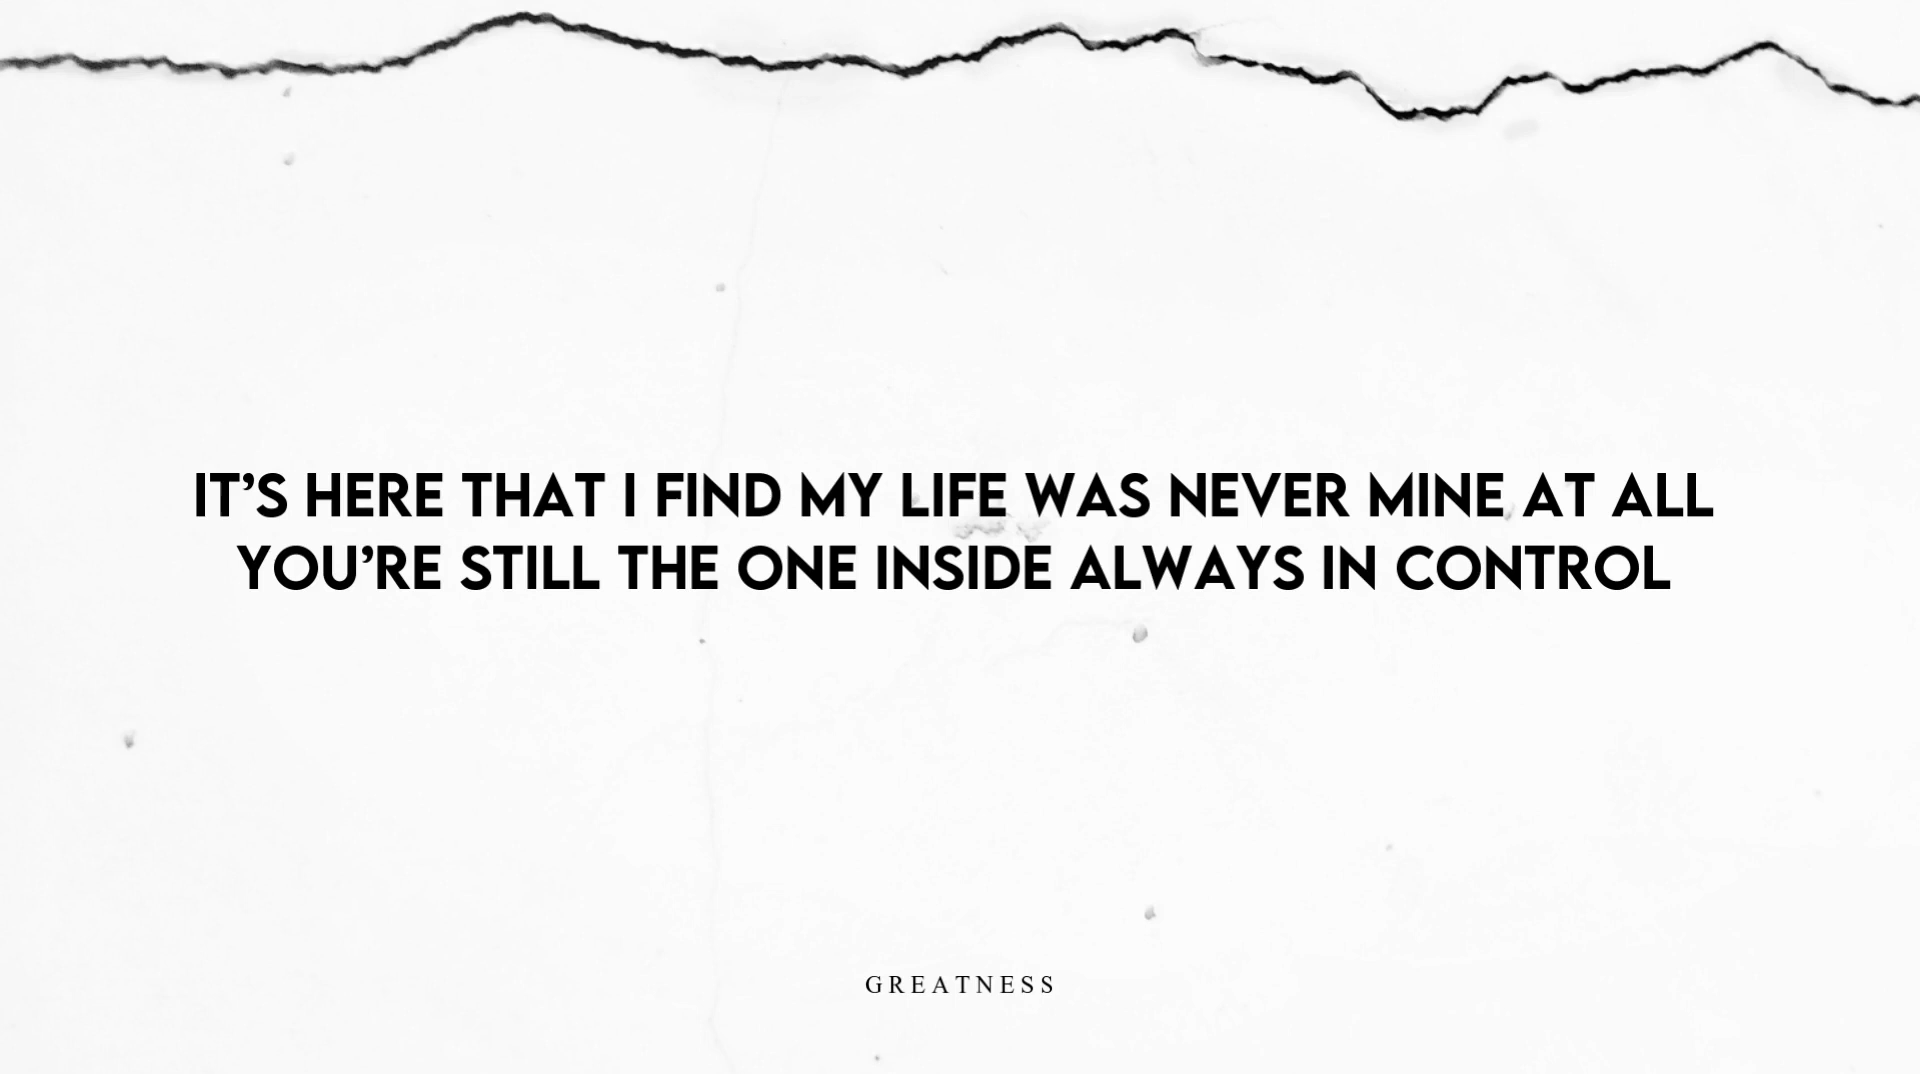 IT’S HERE THAT I FIND MY LIFE WAS NEVER MINE AT ALL
YOU’RE STILL THE ONE INSIDE ALWAYS IN CONTROL
GREATNESS